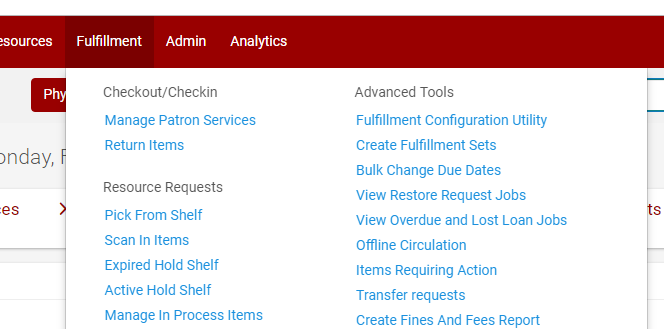 esources Fulfillment Admin Analytics
Phy
Checkout/Checkin
Manage Patron Services
Return Items
Resource Requests
Pick From Shelf
Scan In Items
Expired Hold Shelf
Active Hold Shelf
Manage In Process Items
Advanced Tools
Fulfillment Configuration Utility
Create Fulfillment Sets
Bulk Change Due Dates
View Restore Request Jobs
View Overdue and Lost Loan Jobs
Offline Circulation
Items Requiring Action
Transfer requests
Create Fines And Fees Report
onday, F
ces
ts